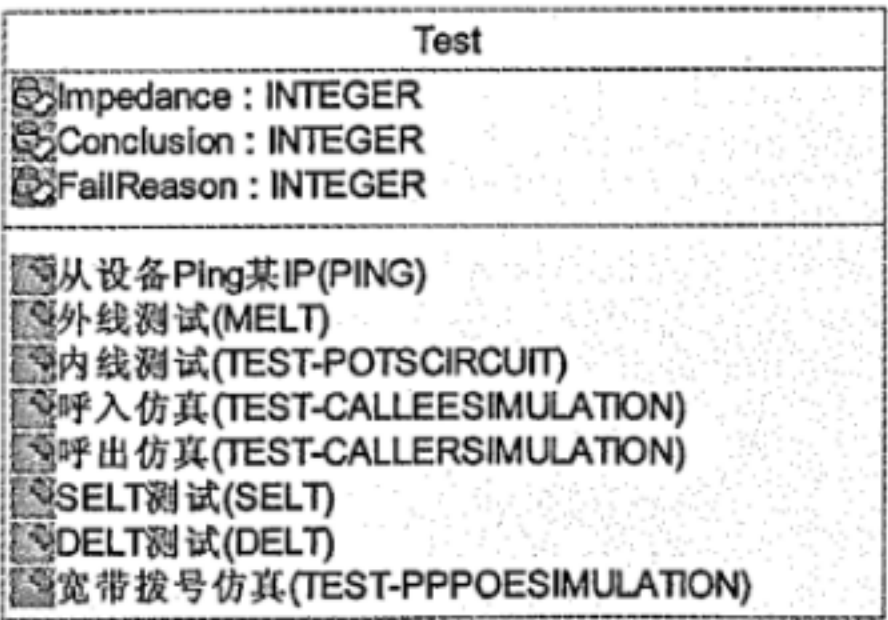 Test
Impedance : INTEGER
Conclusion : INTEGER
FailReason : INTEGER
从设备Ping某IP(PING)
外线测试(MELT)
内线测试(TEST-POTSCIRCUIT)
呼入仿真(TEST-CALLEESIMULATION)
呼出仿真(TEST-CALLERSIMULATION)
SELT测试(SELT)
DELT测试(DELT)
宽带拨号仿真(TEST-PPPOESIMULATION)